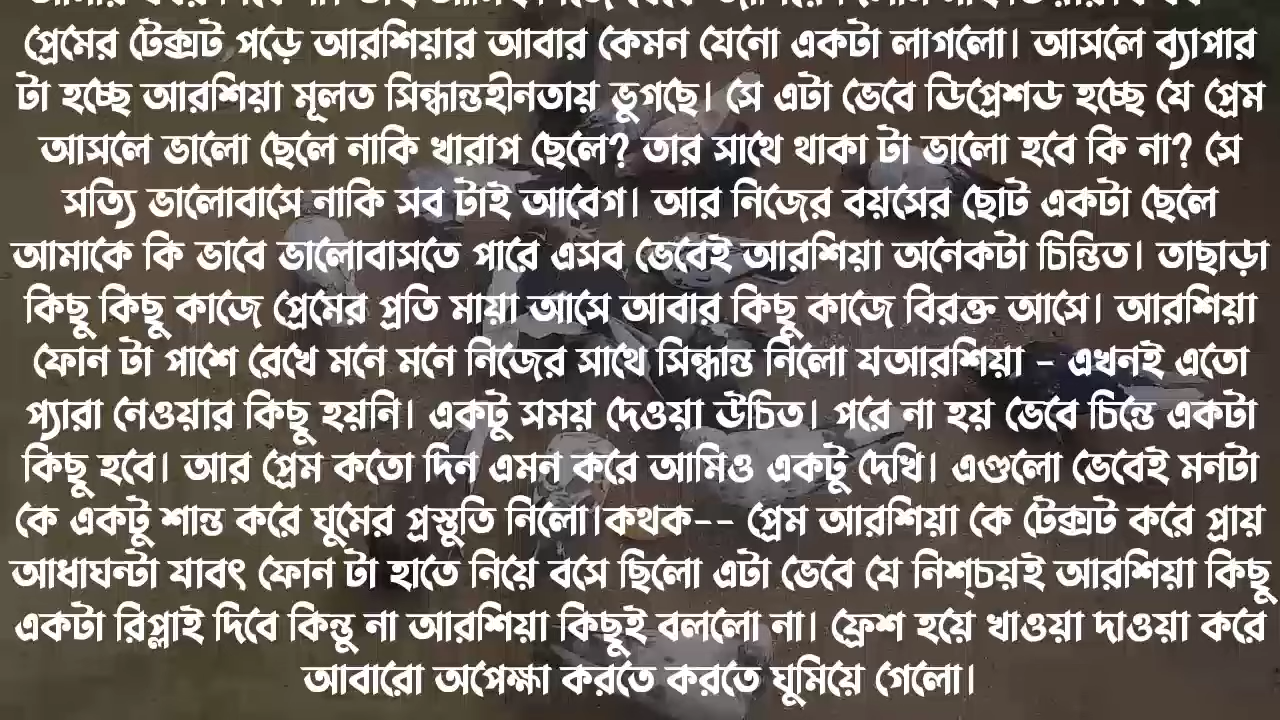 প্রেমের টেক্সট পড়ে আরশিয়ার আবার কেমন যেনো একটা লাগলো। আসলে ব্যাপার
টা হচ্ছে আরশিয়া মূলত সিন্ধান্তহীনতায় ভুগছে। সে এটা ভেবে ডিপ্রেশড হচ্ছে যে প্রেম
আসলে ভালো ছেলে নাকি খারাপ ছেলে? তার সাথে থাকা টা ভালো হবে কি না? সে
সত্যি ভালোবাসে নাকি সব টাই আবেগ। আর নিজের বয়সের ছোট একটা ছেলে
আমাকে কি ভাবে ভালোবাসতে পারে এসব ভেবেই আরশিয়া অনেকটা চিন্তিত। তাছাড়া
কিছু কিছু কাজে প্রেমের প্রতি মায়া আসে আবার কিছু কাজে বিরক্ত আসে। আরশিয়া
ফোন টা পাশে রেখে মনে মনে নিজের সাথে সিন্ধান্ত নিলো যআরশিয়া - এখনই এতো
প্যারা নেওয়ার কিছু হয়নি। একটু সময় দেওয়া উচিত। পরে না হয় ভেবে চিন্তে একটা
কিছু হবে। আর প্রেম কতো দিন এমন করে আমিও একটু দেখি। এগুলো ভেবেই মনটা
কে একটু শান্ত করে ঘুমের প্রস্তুতি নিলো।কথক-- প্রেম আরশিয়া কে টেক্সট করে প্রায়
আধাঘন্টা যাবৎ ফোন টা হাতে নিয়ে বসে ছিলো এটা ভেবে যে নিশ্চয়ই আরশিয়া কিছু
একটা রিপ্লাই দিবে কিন্তু না আরশিয়া কিছুই বললো না। ফ্রেশ হয়ে খাওয়া দাওয়া করে
আবারো অপেক্ষা করতে করতে ঘুমিয়ে গেলো।